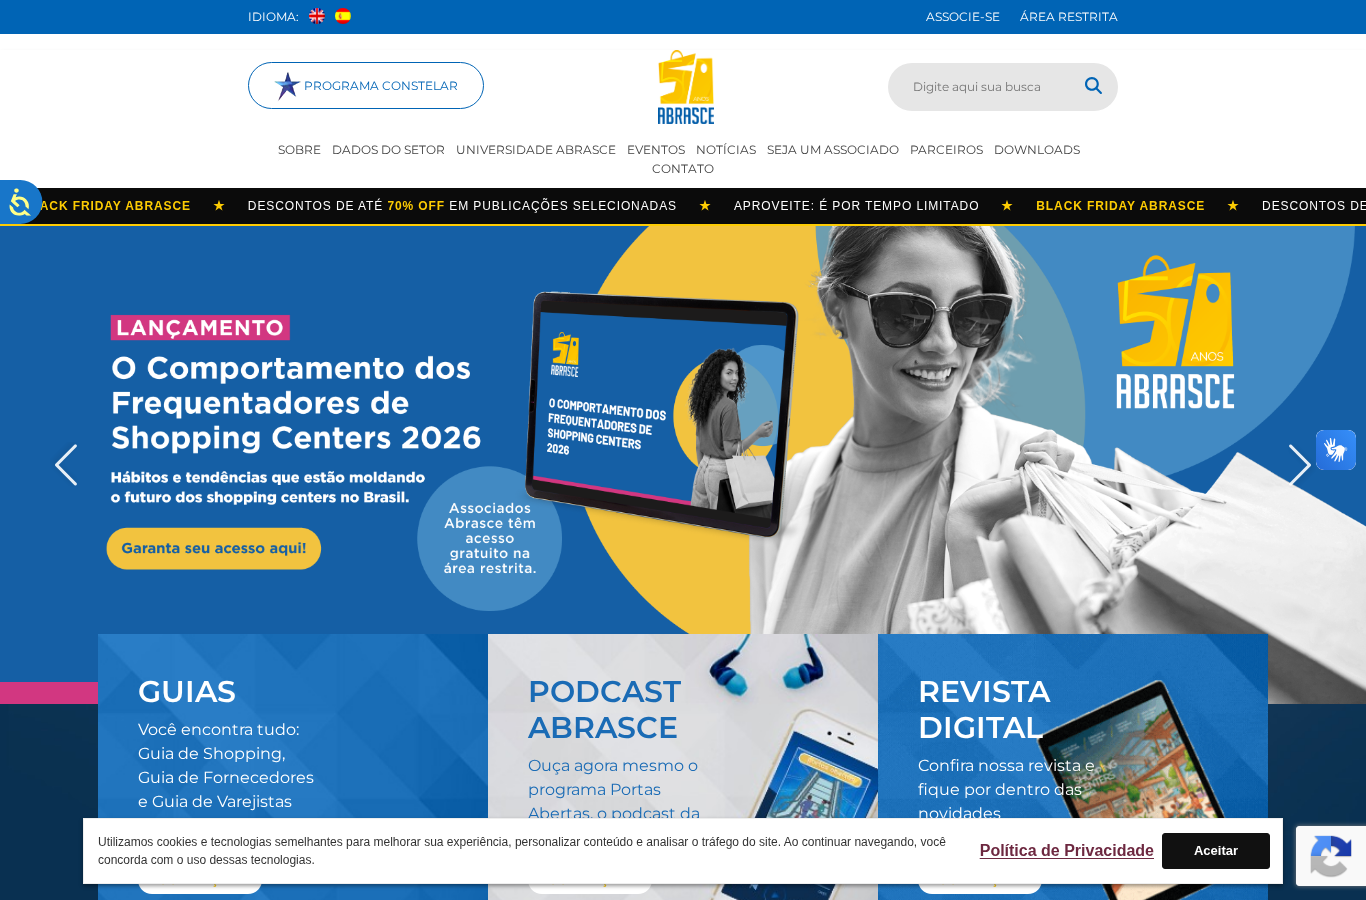 IDIOMA:
ASSOCIE-SE ÁREA RESTRITA
PROGRAMA CONSTELAR
50
ANOS
ABRASCE
Digite aqui sua busca
SOBRE DADOS DO SETOR UNIVERSIDADE ABRASCE EVENTOS NOTÍCIAS SEJA UM ASSOCIADO PARCEIROS DOWNLOADS
CONTATO
ACK FRIDAY ABRASCE ★ DESCONTOS DE ATÉ 70% OFF EM PUBLICAÇÕES SELECIONADAS ★ APROVEITE: É POR TEMPO LIMITADO ★ BLACK FRIDAY ABRASCE ★ DESCONTOS DE
LANÇAMENTO
O Comportamento dos
Frequentadores de
Shopping Centers 2026
Hábitos e tendências que estão moldando
o futuro dos shopping centers no Brasil.
Garanta seu acesso aqui!
Associados
Abrasce têm
acesso
gratuito na
área restrita.
50
ABRASCE
O COMPORTAMENTO DOS
FREQUENTADORES DE
SHOPPING CENTERS
2026
50
ANOS
ABRASCE
GUIAS
Você encontra tudo:
Guia de Shopping,
Guia de Fornecedores
e Guia de Varejistas
PODCAST
ABRASCE
Ouça agora mesmo o
programa Portas
Abertas, o podcast da
REVISTA
DIGITAL
Confira nossa revista e
fique por dentro das
novidades
Utilizamos cookies e tecnologias semelhantes para melhorar sua experiência, personalizar conteúdo e analisar o tráfego do site. Ao continuar navegando, você
concorda com o uso dessas tecnologias.
Política de Privacidade
Aceitar